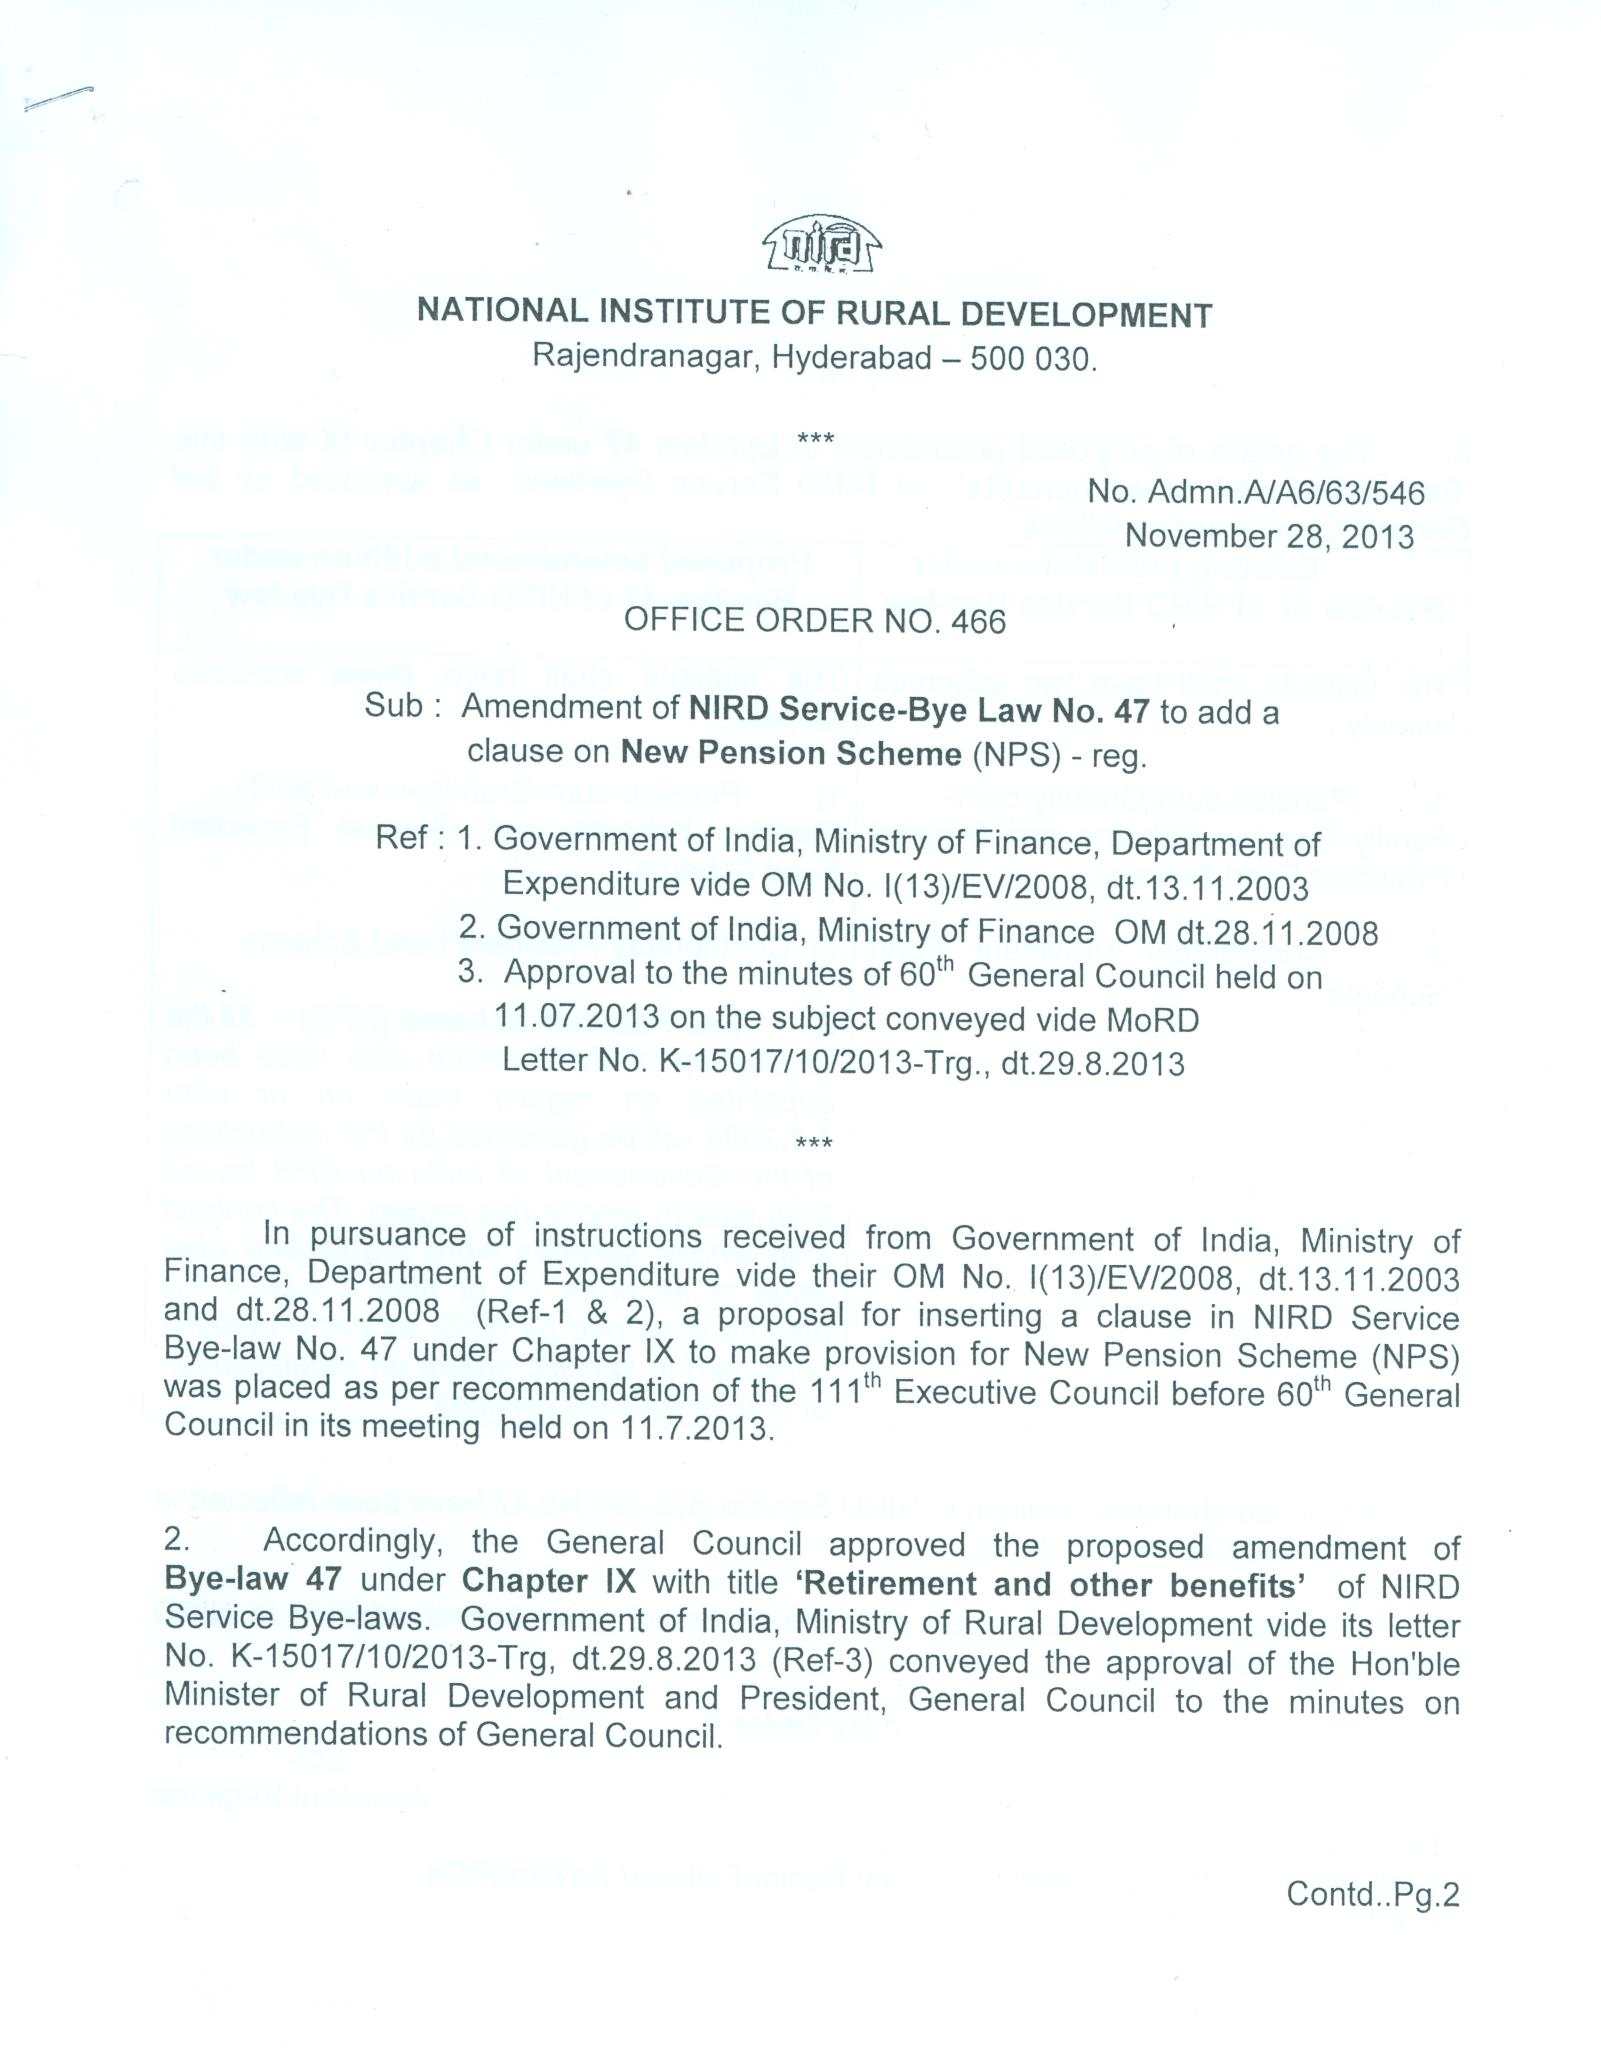 nird
NATIONAL INSTITUTE OF RURAL DEVELOPMENT
Rajendranagar, Hyderabad – 500 030.
***
No. Admn.A/A6/63/546
November 28, 2013
OFFICE ORDER NO. 466
Sub : Amendment of NIRD Service-Bye Law No. 47 to add a
clause on New Pension Scheme (NPS) - reg.
Ref : 1. Government of India, Ministry of Finance, Department of
Expenditure vide OM No. I(13)/EV/2008, dt.13.11.2003
2. Government of India, Ministry of Finance OM dt.28.11.2008
3. Approval to the minutes of 60th General Council held on
11.07.2013 on the subject conveyed vide MoRD
Letter No. K-15017/10/2013-Trg., dt.29.8.2013
***
In pursuance of instructions received from Government of India, Ministry of
Finance, Department of Expenditure vide their OM No. I(13)/EV/2008, dt.13.11.2003
and dt.28.11.2008 (Ref-1 & 2), a proposal for inserting a clause in NIRD Service
Bye-law No. 47 under Chapter IX to make provision for New Pension Scheme (NPS)
was placed as per recommendation of the 111th Executive Council before 60th General
Council in its meeting held on 11.7.2013.
2. Accordingly, the General Council approved the proposed amendment of
Bye-law 47 under Chapter IX with title ‘Retirement and other benefits’ of NIRD
Service Bye-laws. Government of India, Ministry of Rural Development vide its letter
No. K-15017/10/2013-Trg, dt.29.8.2013 (Ref-3) conveyed the approval of the Hon'ble
Minister of Rural Development and President, General Council to the minutes on
recommendations of General Council.
Contd..Pg.2